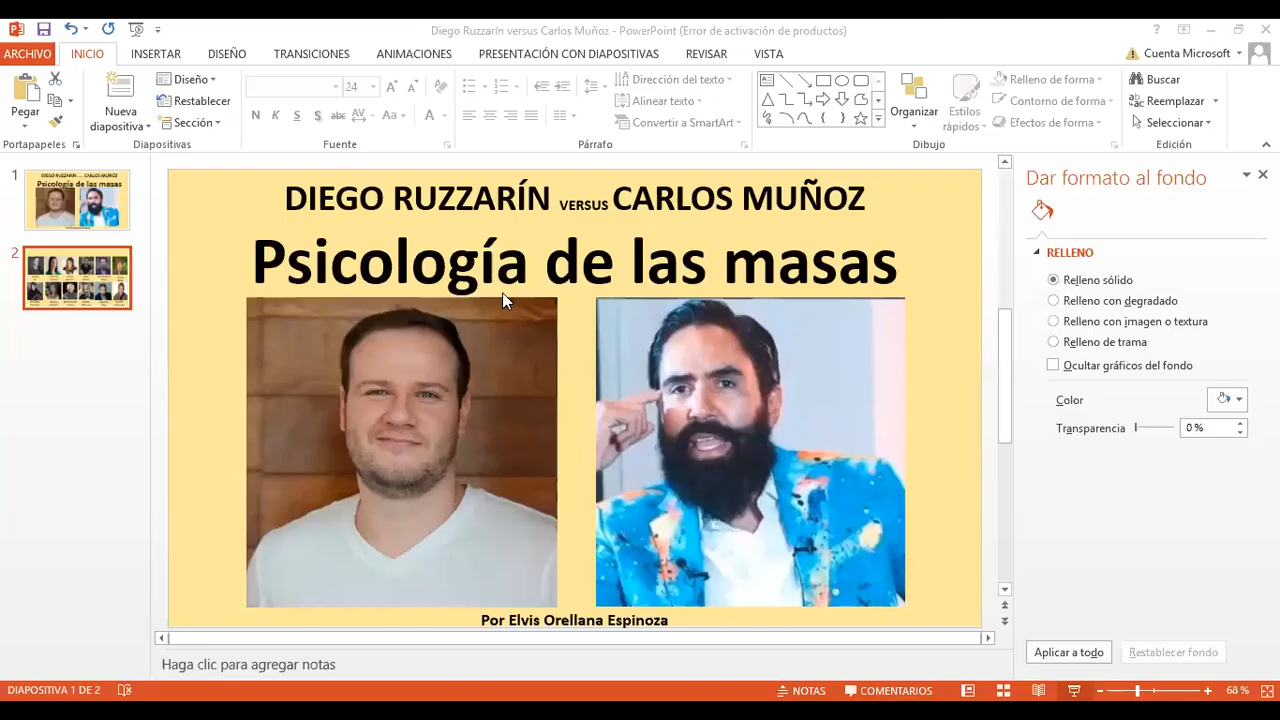 Diego Ruzzarín versus Carlos Muñoz - PowerPoint (Error de activación de productos)
ARCHIVO INICIO INSERTAR DISEÑO TRANSICIONES ANIMACIONES PRESENTACIÓN CON DIAPOSITIVAS REVISAR VISTA Cuenta Microsoft
Pegar
Portapapeles
Nueva diapositiva
Diseño
Restablecer
Sección
Diapositivas
24
N K S S abc AV Aa A
Fuente
Dirección del texto
Alinear texto
Convertir a SmartArt
Párrafo
Organizar
Estilos rápidos
Relleno de forma
Contorno de forma
Efectos de forma
Dibujo
Buscar
Reemplazar
Seleccionar
Edición
1
Psicología de las masas
2
DIEGO RUZZARÍN VERSUS CARLOS MUÑOZ
Psicología de las masas
Por Elvis Orellana Espinoza
Haga clic para agregar notas
Dar formato al fondo
RELLENO
Relleno sólido
Relleno con degradado
Relleno con imagen o textura
Relleno de trama
Ocultar gráficos del fondo
Color
Transparencia 0 %
Aplicar a todo Restablecer fondo
DIAPOSITIVA 1 DE 2 NOTAS COMENTARIOS 68 %